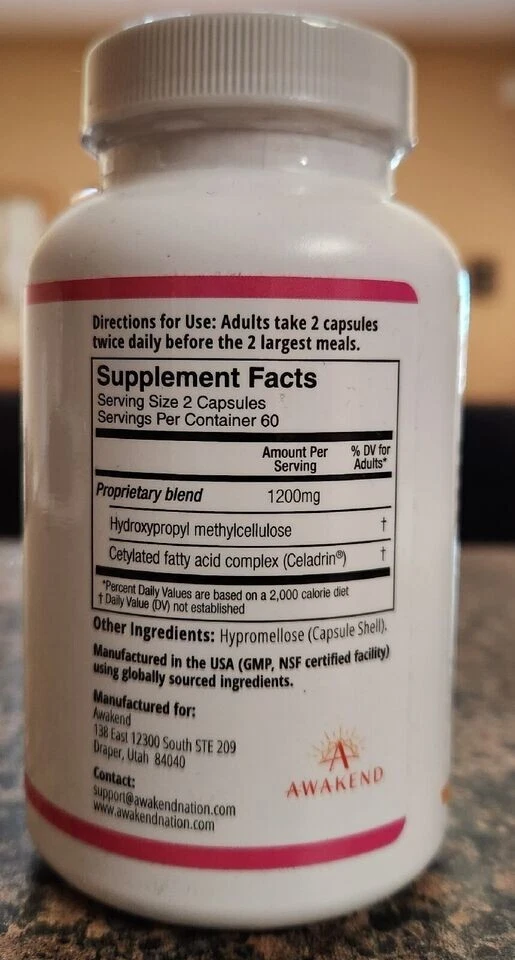 Directions for Use: Adults take 2 capsules
twice daily before the 2 largest meals.
Supplement Facts
Serving Size 2 Capsules
Servings Per Container 60
Amount Per
Serving
% DV for
Adults*
Proprietary blend 1200mg
Hydroxypropyl methylcellulose †
Cetylated fatty acid complex (Celadrin®) †
*Percent Daily Values are based on a 2,000 calorie diet
† Daily Value (DV) not established
Other Ingredients: Hypromellose (Capsule Shell).
Manufactured in the USA (GMP, NSF certified facility)
using globally sourced ingredients.
Manufactured for:
Awakend
138 East 12300 South STE 209
Draper, Utah 84040
Contact:
support@awakendnation.com
www.awakendnation.com
AWAKEND